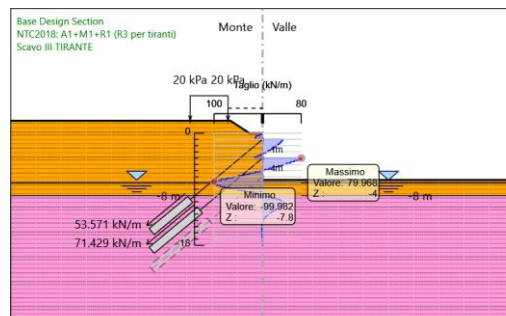 Base Design Section
NTC2018: A1+M1+R1 (R3 per tiranti)
Scavo III TIRANTE
Monte Valle
20 kPa 20 kPa
Taglio (kN/m)
100 80
0
-1m
-4m
Massimo
Valore: 79.968
Z : -4
-8 m
-8 m
Minimo
Valore: -99.982
Z : -7.8
53.571 kN/m
71.429 kN/m
-18